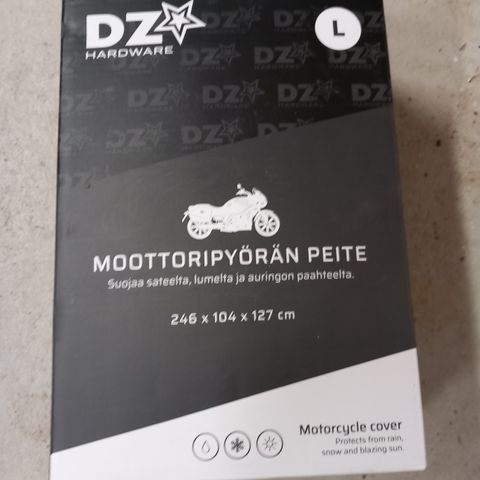 DZ
HARDWARE
L
MOOTTORIPYÖRÄN PEITE
Suojaa sateelta, lumelta ja auringon paahteelta.
246 x 104 x 127 cm
Motorcycle cover
Protects from rain,
snow and blazing sun.